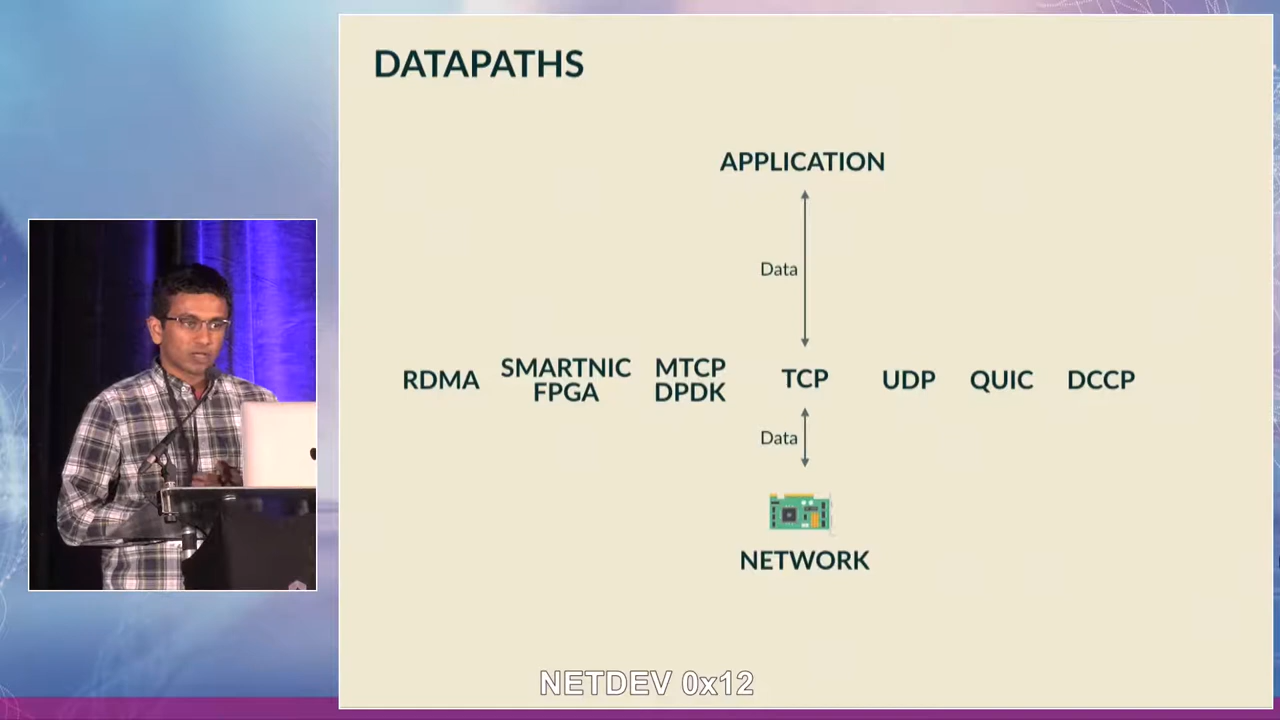 DATAPATHS
APPLICATION
Data
RDMA
SMARTNIC
FPGA
MTCP
DPDK
TCP
UDP
QUIC
DCCP
Data
NETWORK
NETDEV 0x12